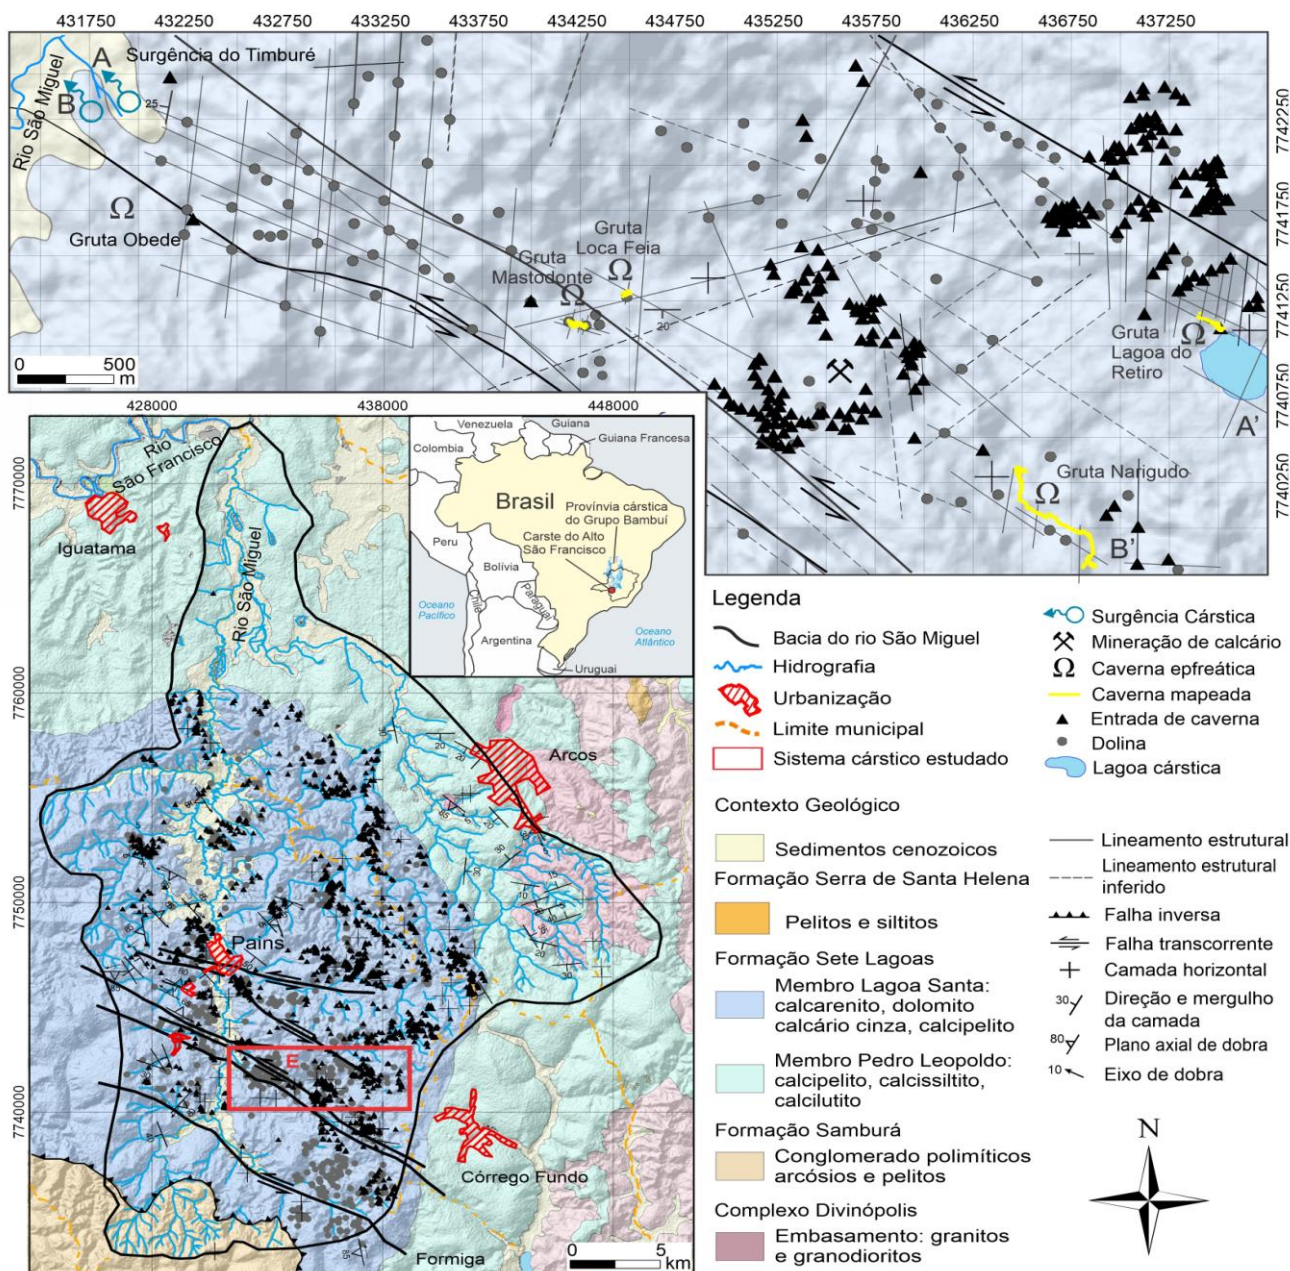 431750 432250 432750 433250 433750 434250 434750 435250 435750 436250 436750 437250
Surgência do Timburé
A
B
Rio São Miguel
25
Gruta Obede
Gruta
Loca Feia
Gruta
Mastodonte
20
Gruta
Lagoa do
Retiro
A'
Gruta Narigudo
B'
0 500
m
7742250
7741750
7741250
7740750
7740250
428000 438000 448000
7770000
7760000
7750000
7740000
Rio
São Francisco
Iguatama
Rio São Miguel
Arcos
Pains
E
Córrego Fundo
Formiga
0 5
km
Venezuela
Guiana
Guiana Francesa
Colombia
Brasil
Provívia cárstica
do Grupo Bambuí
Carste do Alto
São Francisco
Peru
Bolívia
Paraguai
Chile
Argentina
Uruguai
Oceano
Pacífico
Oceano
Atlântico
Legenda
Bacia do rio São Miguel
Hidrografia
Urbanização
Limite municipal
Sistema cárstico estudado
Surgência Cárstica
Mineração de calcário
Caverna epfreática
Caverna mapeada
Entrada de caverna
Dolina
Lagoa cárstica
Contexto Geológico
Sedimentos cenozoicos
Formação Serra de Santa Helena
Pelitos e siltitos
Formação Sete Lagoas
Membro Lagoa Santa:
calcarenito, dolomito
calcário cinza, calcipelito
Membro Pedro Leopoldo:
calcipelito, calcissiltito,
calcilutito
Formação Samburá
Conglomerado polimíticos
arcósios e pelitos
Complexo Divinópolis
Embasamento: granitos
e granodioritos
Lineamento estrutural
Lineamento estrutural
inferido
Falha inversa
Falha transcorrente
Camada horizontal
30 Direção e mergulho
da camada
80 Plano axial de dobra
10 Eixo de dobra
N